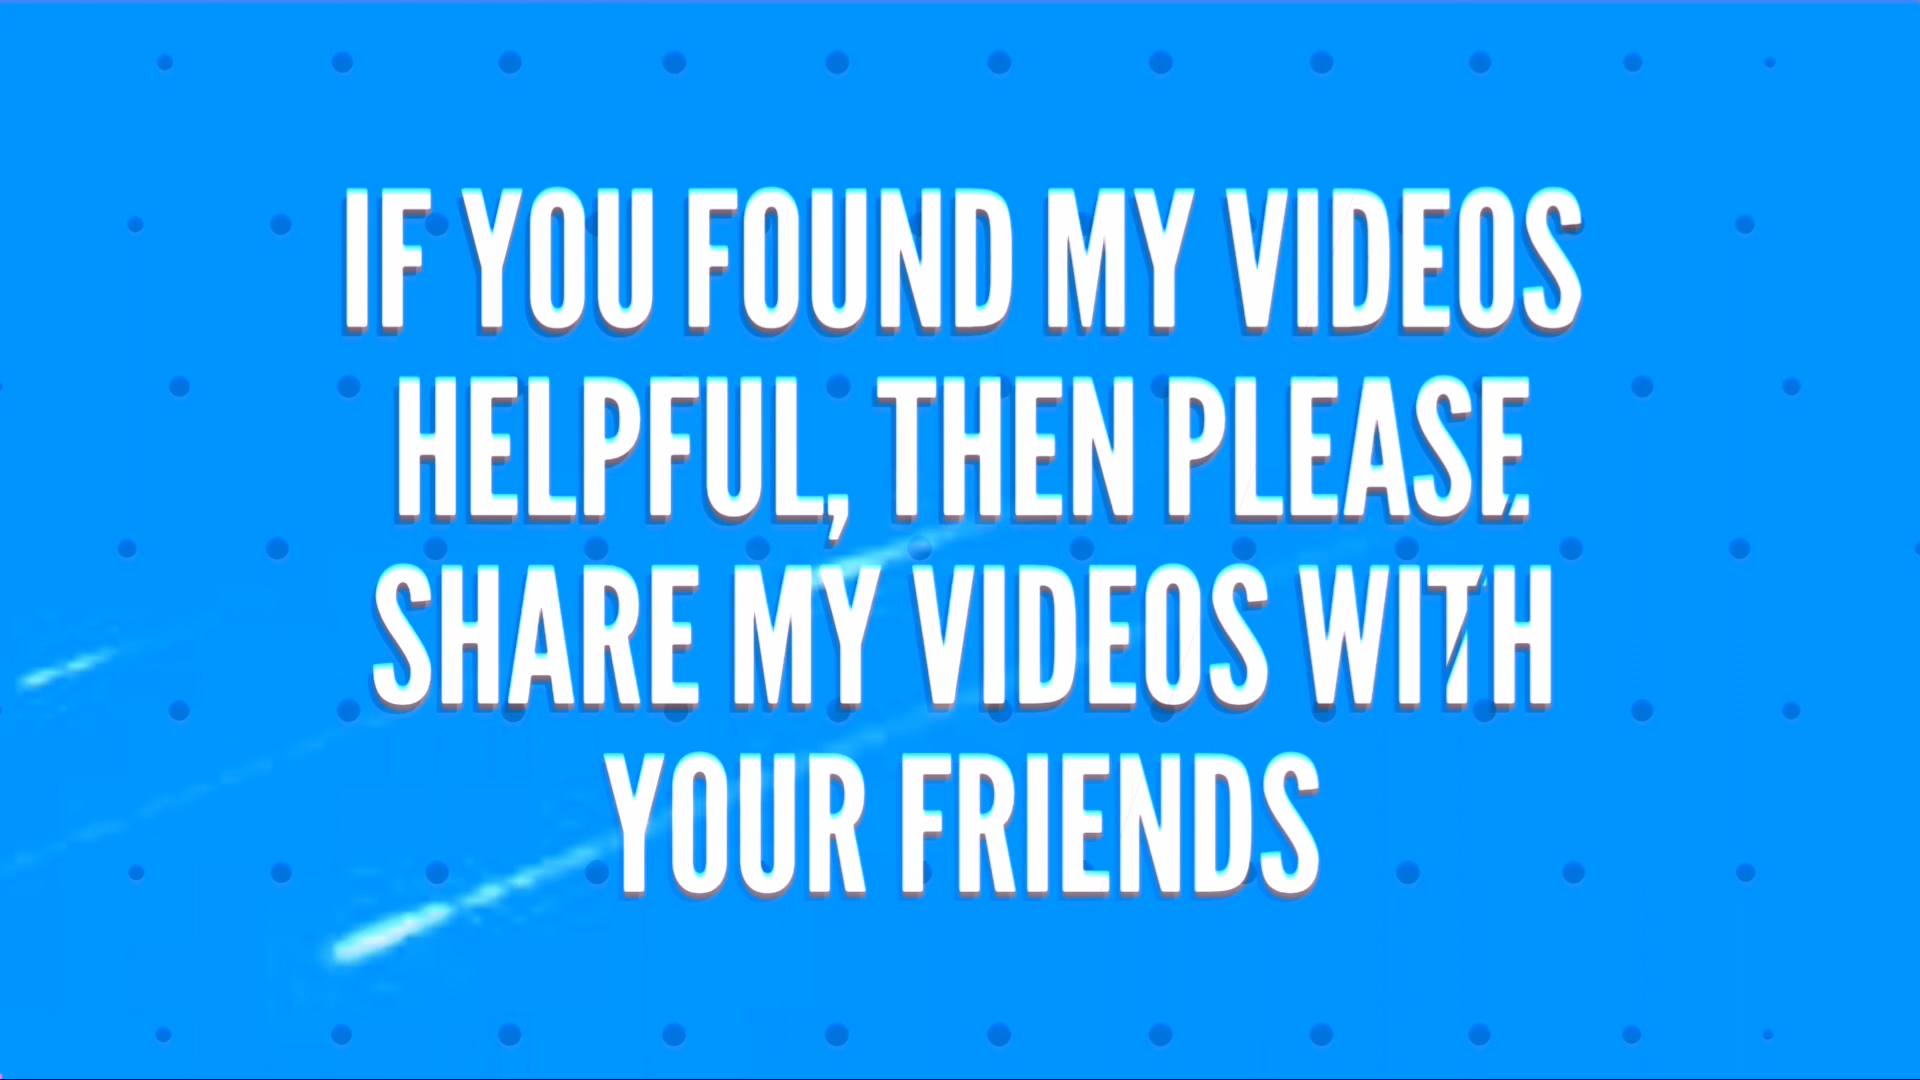 IF YOU FOUND MY VIDEOS
HELPFUL, THEN PLEASE
SHARE MY VIDEOS WITH
YOUR FRIENDS